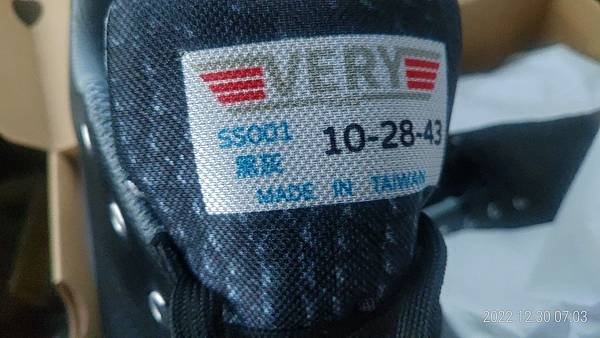 VERY
SS001
10-28-43
黑灰
MADE IN TAIWAN
2022 12 30 07:03